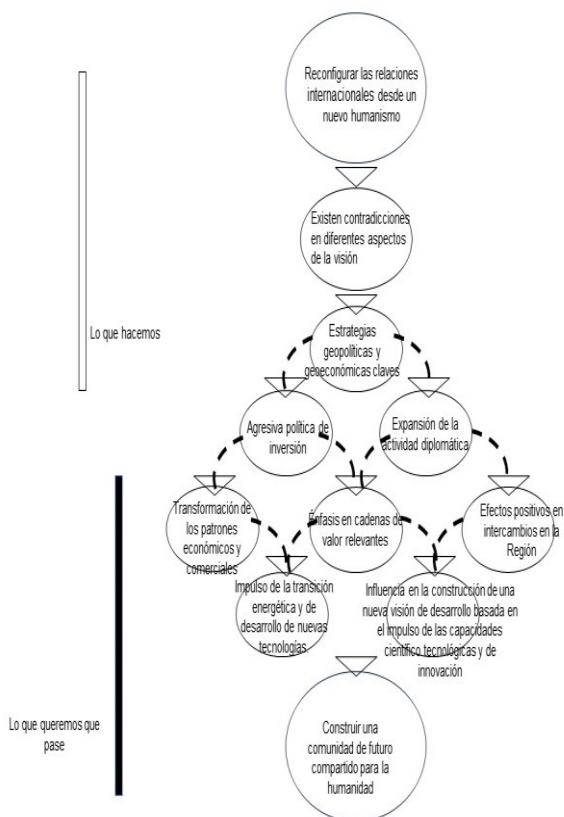 Reconfigurar las relaciones
internacionales desde un
nuevo humanismo
Existen contradicciones
en diferentes aspectos
de la visión
Lo que hacemos
Estrategias
geopolíticas y
geoeconómicas claves
Agresiva política de
inversión
Expansión de la
actividad diplomática
Transformación de
los patrones
económicos y
comerciales
Énfasis en cadenas de
valor relevantes
Efectos positivos en
intercambios en la
Región
Impulso de la transición
energética y de
desarrollo de nuevas
tecnologías
Influencia en la construcción de una
nueva visión de desarrollo basada en
el impulso de las capacidades
científico tecnológicas y de
innovación
Lo que queremos que
pase
Construir una
comunidad de futuro
compartido para la
humanidad